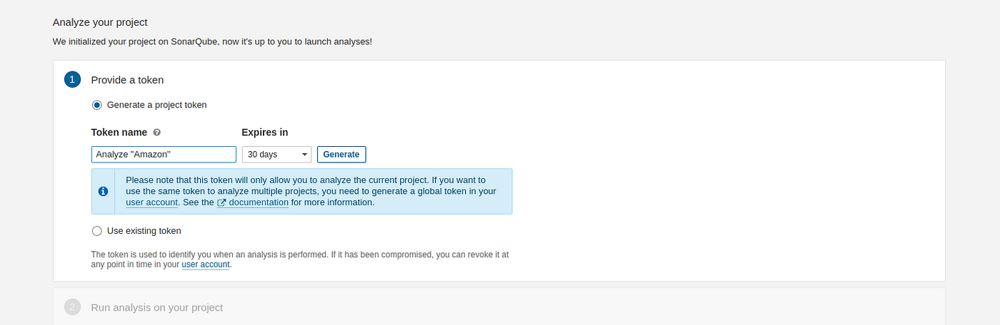 Analyze your project
We initialized your project on SonarQube, now it's up to you to launch analyses!
1 Provide a token
Generate a project token
Token name ? Expires in
Analyze "Amazon" 30 days Generate
Please note that this token will only allow you to analyze the current project. If you want to
use the same token to analyze multiple projects, you need to generate a global token in your
user account. See the documentation for more information.
Use existing token
The token is used to identify you when an analysis is performed. If it has been compromised, you can revoke it at
any point in time in your user account.
2 Run analysis on your project